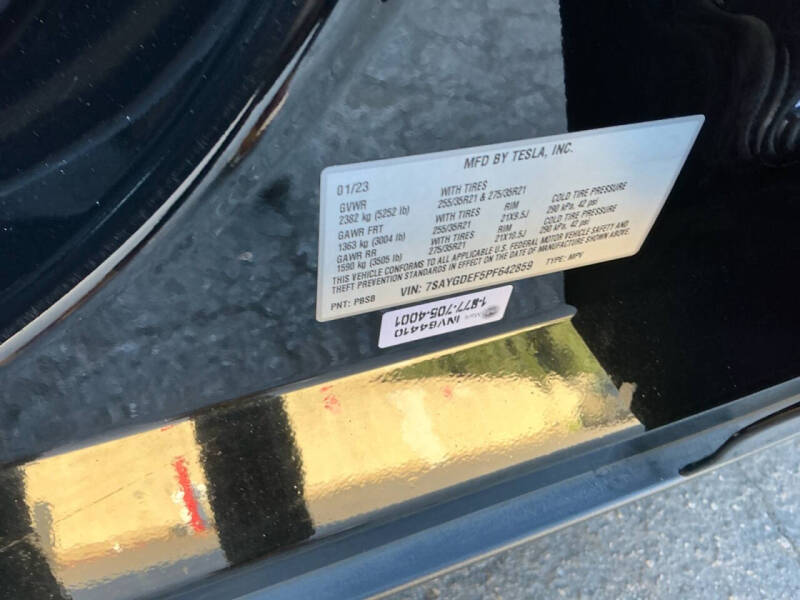 MFD BY TESLA, INC.
01/23
GVWR WITH TIRES COLD TIRE PRESSURE
2382 kg (5252 lb) 255/35R21 & 275/35R21 290 kPa, 42 psi
GAWR FRT WITH TIRES RIM COLD TIRE PRESSURE
1363 kg (3004 lb) 255/35R21 21X9.5J 290 kPa, 42 psi
GAWR RR WITH TIRES RIM
1590 kg (3505 lb) 275/35R21 21X10.5J
THIS VEHICLE CONFORMS TO ALL APPLICABLE U.S. FEDERAL MOTOR VEHICLE SAFETY AND
THEFT PREVENTION STANDARDS IN EFFECT ON THE DATE OF MANUFACTURE SHOWN ABOVE.
PNT: PBSB VIN: 7SAYGDEF5PF642859 TYPE: MPV
1-877-705-4001
INV64410